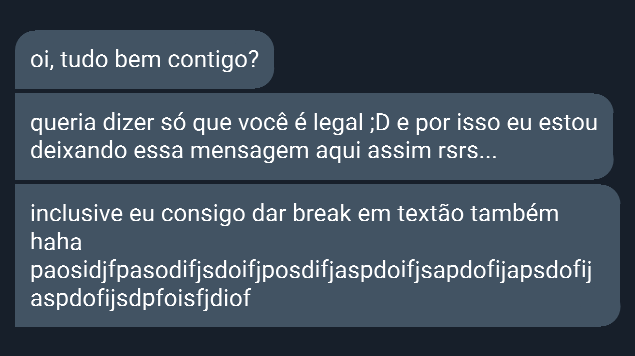 oi, tudo bem contigo?
queria dizer só que você é legal ;D e por isso eu estou
deixando essa mensagem aqui assim rsrs...
inclusive eu consigo dar break em textão também
haha
paosidjfpasodifjsdoifjposdifjaspdoifjsapdofijapsdofij
aspdofijsdpfoisfjdiof